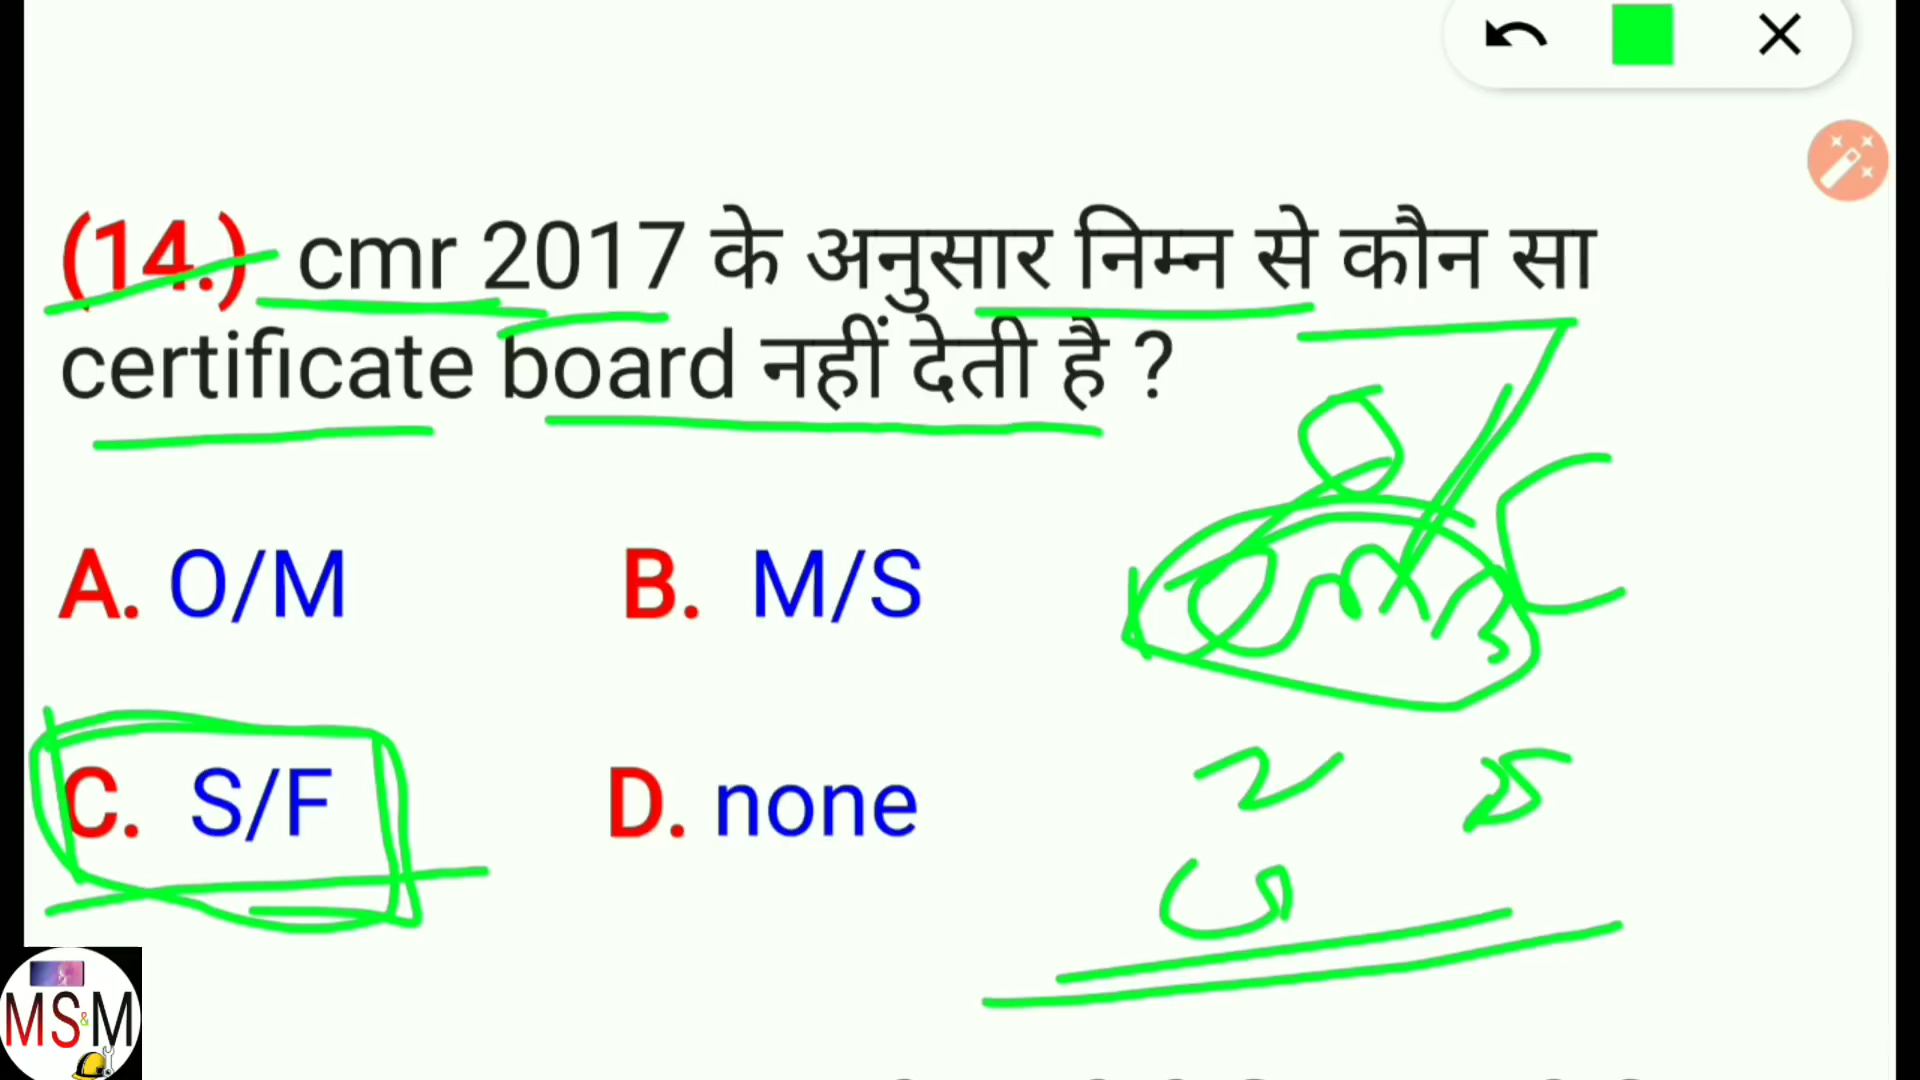 (14.) cmr 2017 के अनुसार निम्न से कौन सा
certificate board नहीं देती है ?
A. O/M B. M/S
C. S/F D. none
MS&M